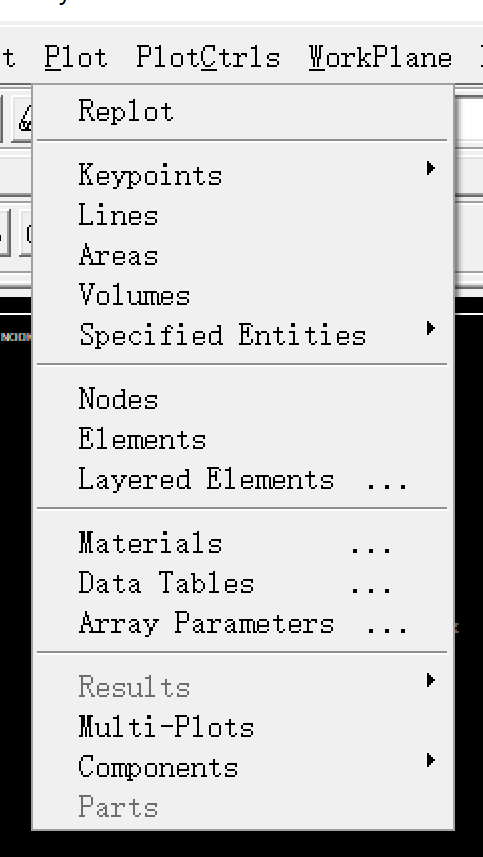 t Plot PlotCtrls WorkPlane
Replot
Keypoints
Lines
Areas
Volumes
Specified Entities
Nodes
Elements
Layered Elements ...
Materials ...
Data Tables ...
Array Parameters ...
Results
Multi-Plots
Components
Parts